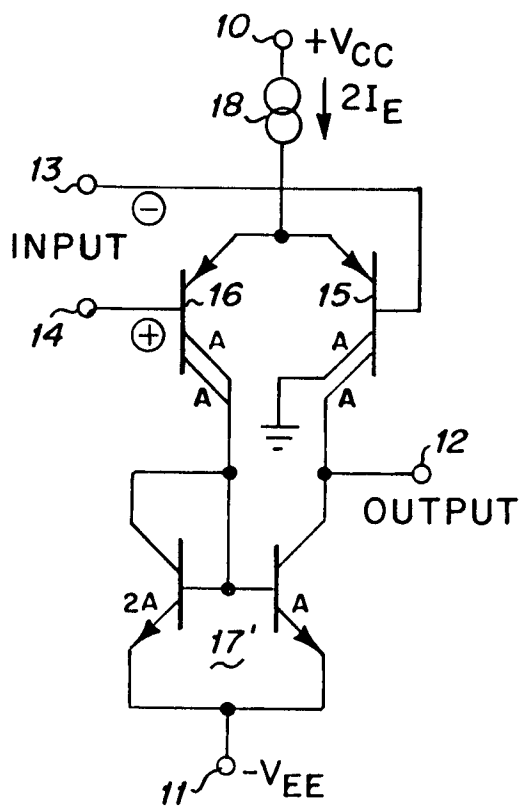 10 +VCC
18 2IE
13
−
INPUT
16 15
14
+
A A
A A
12
OUTPUT
2A A
17'
11 -VEE